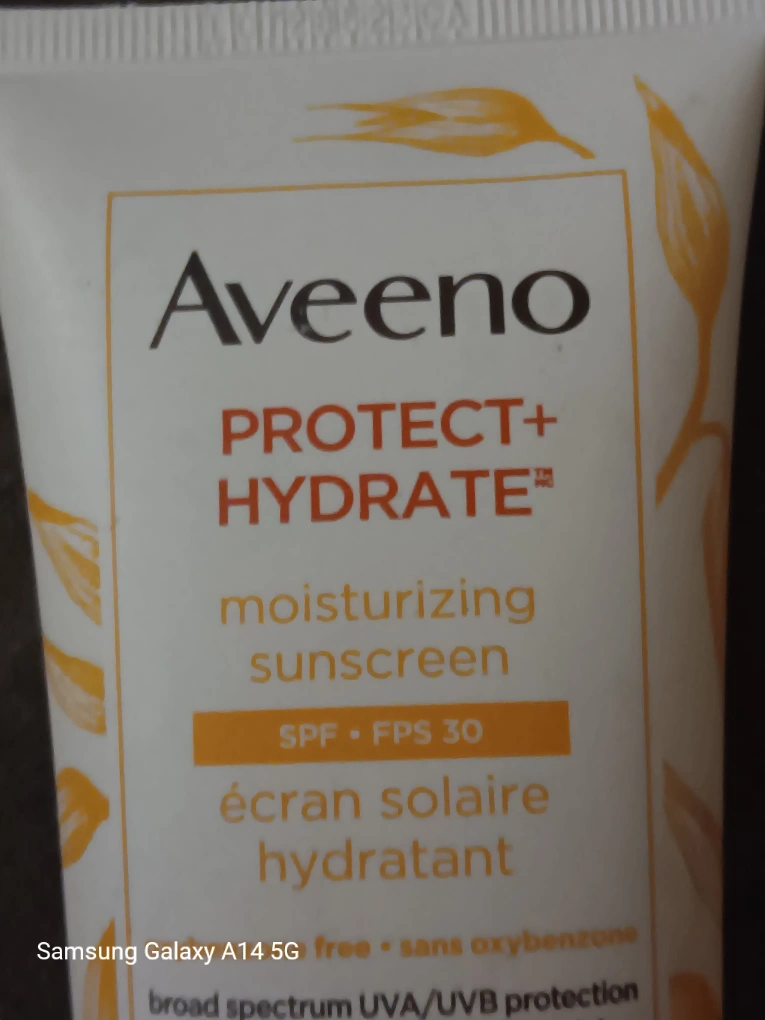 Aveeno
PROTECT+
HYDRATE
moisturizing
sunscreen
SPF • FPS 30
écran solaire
hydratant
free • sans oxybenzone
Samsung Galaxy A14 5G
broad spectrum UVA/UVB protection